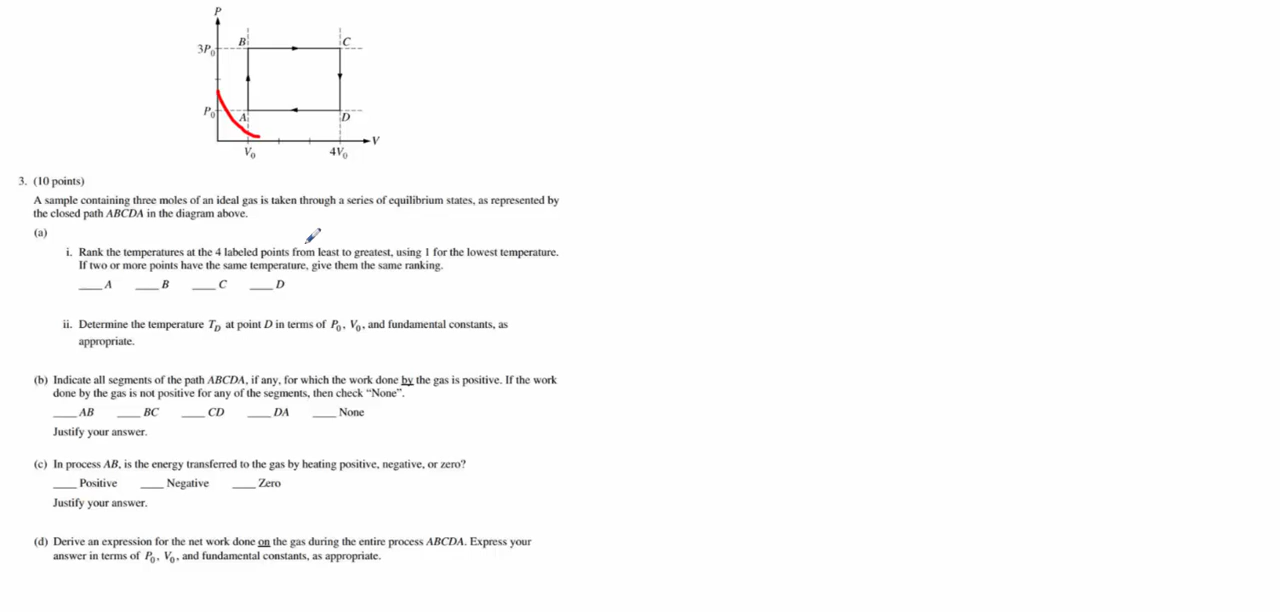 P
3P₀
B
C
P₀
A
D
V₀
4V₀
V
3. (10 points)
A sample containing three moles of an ideal gas is taken through a series of equilibrium states, as represented by
the closed path ABCDA in the diagram above.
(a)
i. Rank the temperatures at the 4 labeled points from least to greatest, using 1 for the lowest temperature.
If two or more points have the same temperature, give them the same ranking.
____A ____B ____C ____D
ii. Determine the temperature T_D at point D in terms of P₀, V₀, and fundamental constants, as
appropriate.
(b) Indicate all segments of the path ABCDA, if any, for which the work done by the gas is positive. If the work
done by the gas is not positive for any of the segments, then check “None”.
____AB ____BC ____CD ____DA ____None
Justify your answer.
(c) In process AB, is the energy transferred to the gas by heating positive, negative, or zero?
____Positive ____Negative ____Zero
Justify your answer.
(d) Derive an expression for the net work done on the gas during the entire process ABCDA. Express your
answer in terms of P₀, V₀, and fundamental constants, as appropriate.